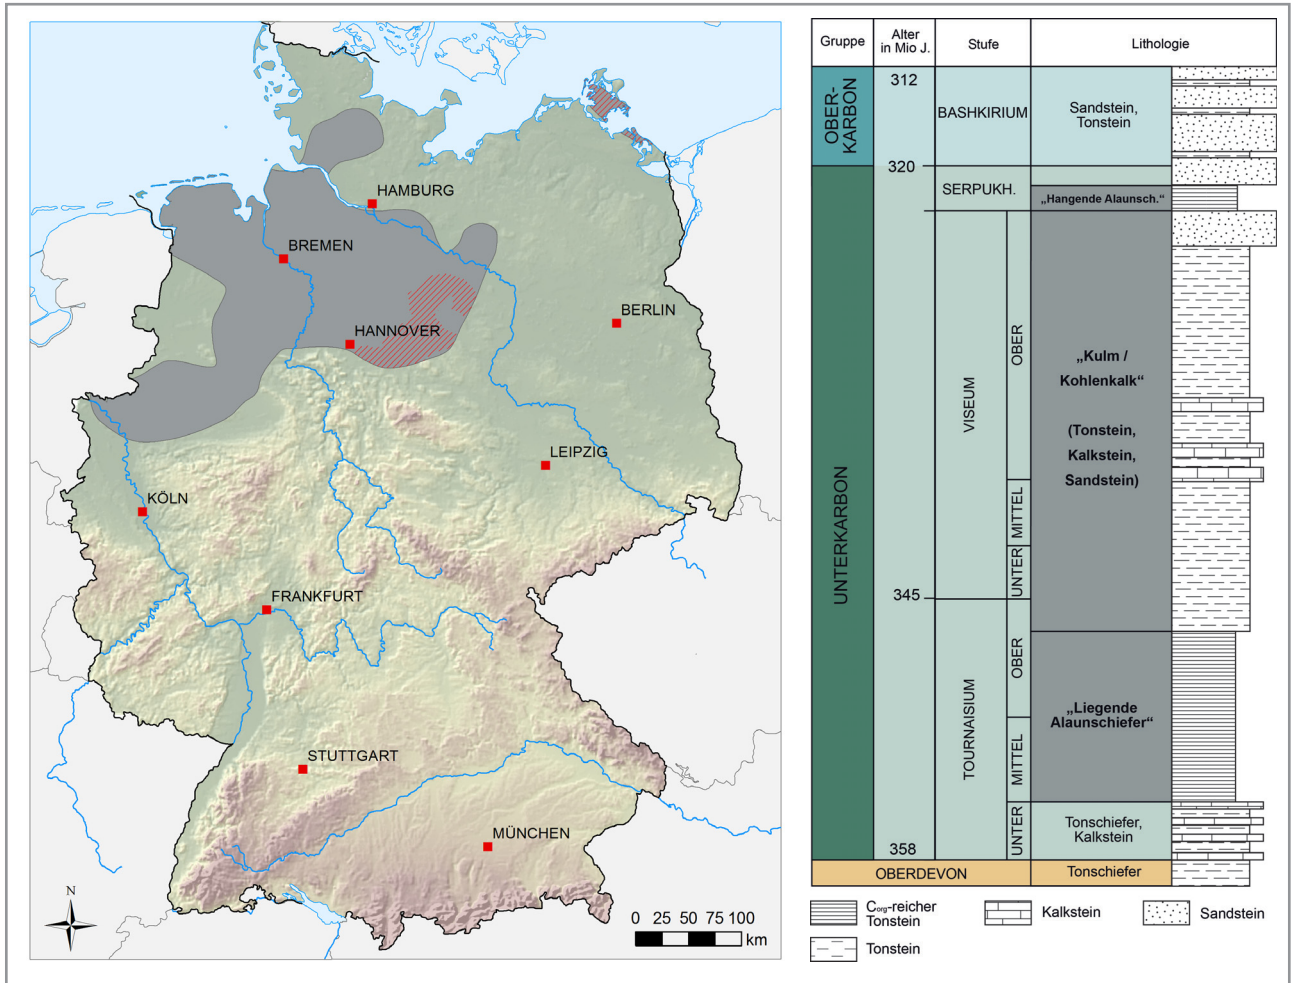 HAMBURG
BREMEN
BERLIN
HANNOVER
LEIPZIG
KÖLN
FRANKFURT
STUTTGART
MÜNCHEN
N
0 25 50 75 100
km
Gruppe
Alter
in Mio J.
Stufe
Lithologie
OBER-
KARBON
312
BASHKIRIUM
Sandstein,
Tonstein
320
UNTERKARBON
SERPUKH.
„Hangende Alaunsch.“
VISEUM
OBER
„Kulm /
Kohlenkalk“
(Tonstein,
Kalkstein,
Sandstein)
MITTEL
UNTER
345
TOURNAISIUM
OBER
„Liegende
Alaunschiefer“
MITTEL
UNTER
Tonschiefer,
Kalkstein
358
OBERDEVON
Tonschiefer
Corg-reicher
Tonstein
Kalkstein
Sandstein
Tonstein